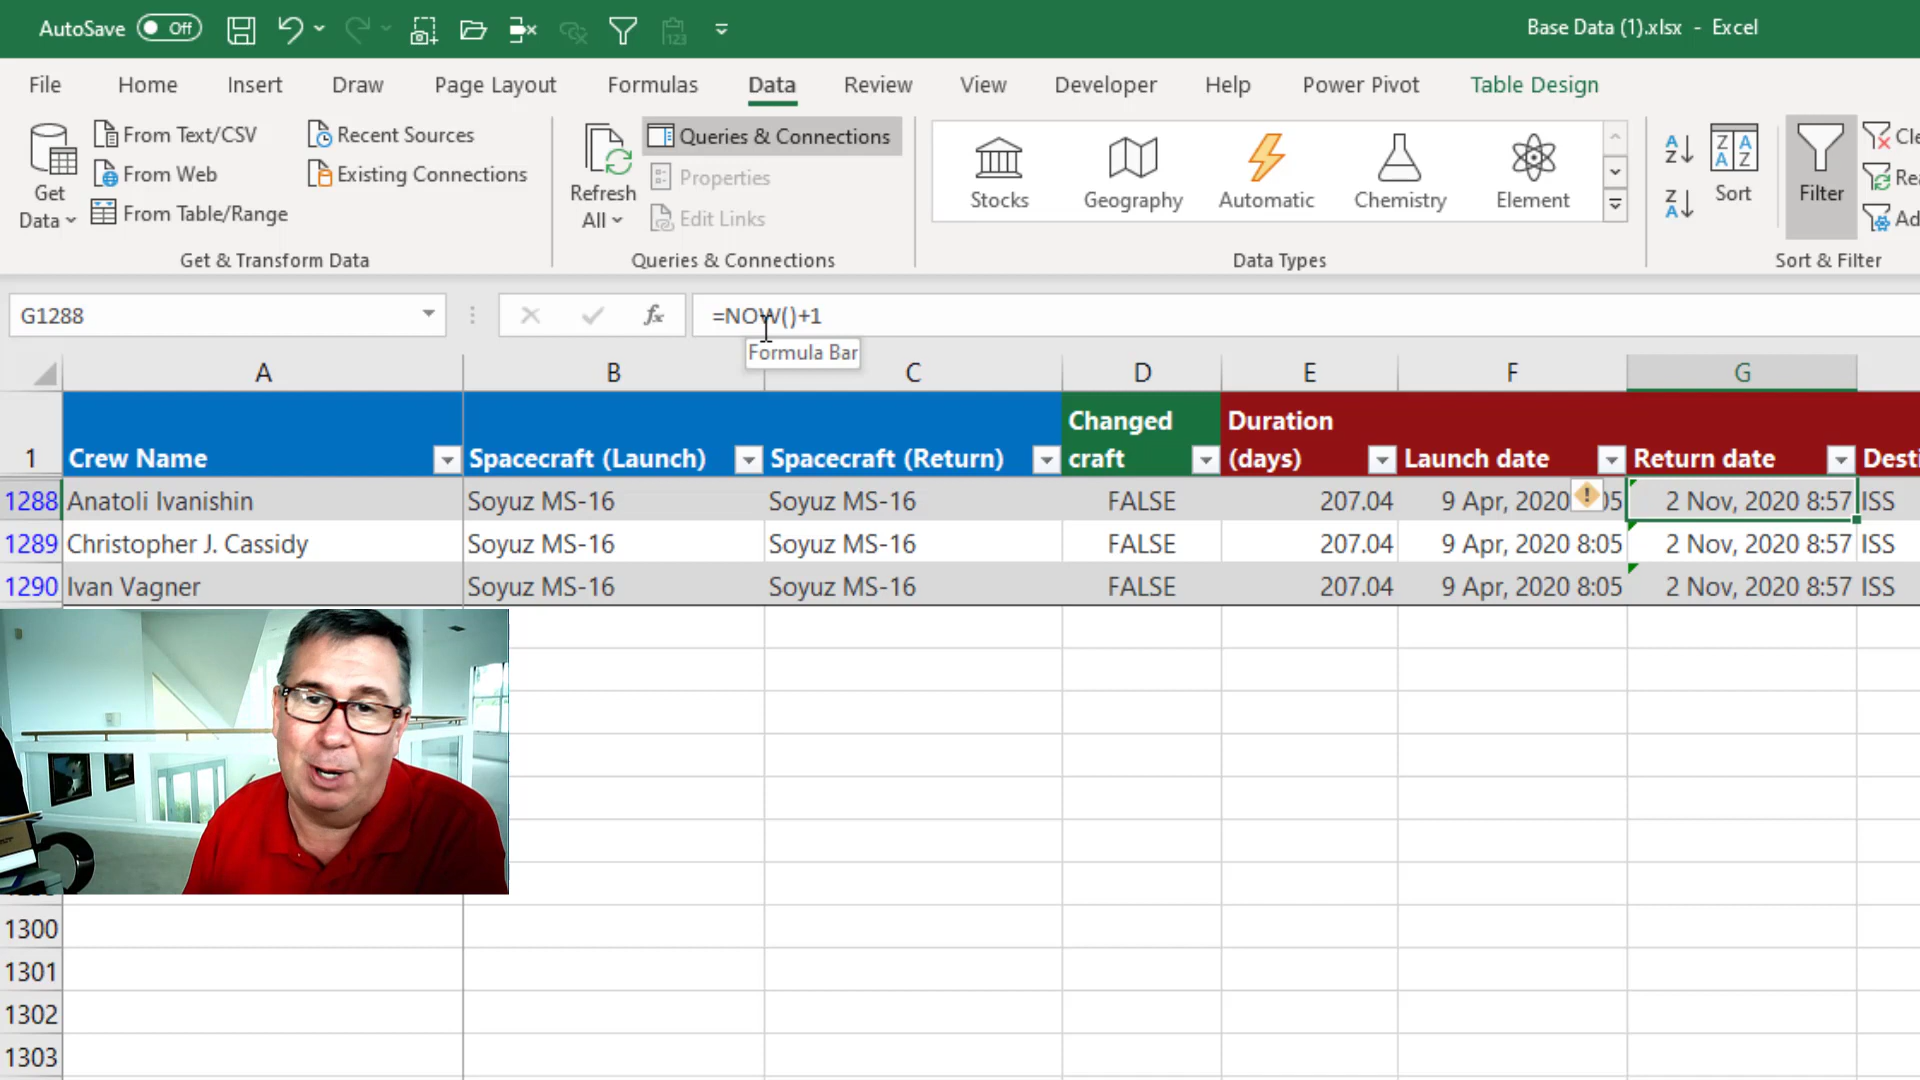 AutoSave Off Base Data (1).xlsx - Excel
File Home Insert Draw Page Layout Formulas Data Review View Developer Help Power Pivot Table Design
Get Data
From Text/CSV
From Web
From Table/Range
Recent Sources
Existing Connections
Get & Transform Data
Refresh All
Queries & Connections
Properties
Edit Links
Queries & Connections
Stocks Geography Automatic Chemistry Element
Data Types
Sort Filter
Sort & Filter
G1288 fx =NOW()+1
Formula Bar
A B C D E F G
1 Crew Name Spacecraft (Launch) Spacecraft (Return) Changed craft Duration (days) Launch date Return date
1288 Anatoli Ivanishin Soyuz MS-16 Soyuz MS-16 FALSE 207.04 9 Apr, 2020 2 Nov, 2020 8:57 ISS
1289 Christopher J. Cassidy Soyuz MS-16 Soyuz MS-16 FALSE 207.04 9 Apr, 2020 8:05 2 Nov, 2020 8:57 ISS
1290 Ivan Vagner Soyuz MS-16 Soyuz MS-16 FALSE 207.04 9 Apr, 2020 8:05 2 Nov, 2020 8:57 ISS
1300
1301
1302
1303